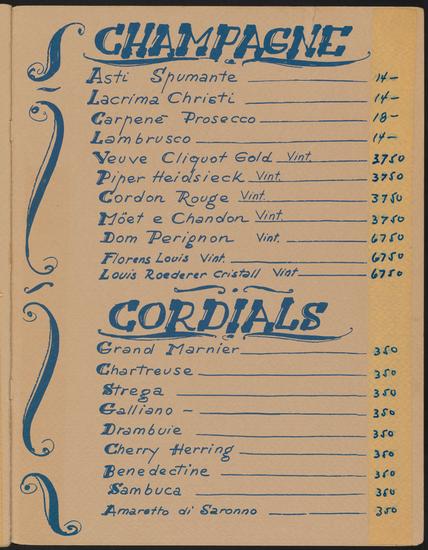 CHAMPAGNE
Asti Spumante 14-
Lacrima Christi 14-
Carpene Prosecco 18-
Lambrusco 14-
Veuve Cliquot Gold Vint. 3750
Piper Heidsieck Vint. 3750
Cordon Rouge Vint. 3750
Möet e Chandon Vint. 3750
Dom Perignon Vint. 6750
Florens Louis Vint. 6750
Louis Roederer Cristall Vint. 6750
CORDIALS
Grand Marnier 350
Chartreuse 350
Strega 350
Galliano - 350
Drambuie 350
Cherry Herring 350
Benedectine 350
Sambuca 350
Amaretto di Saronno 350